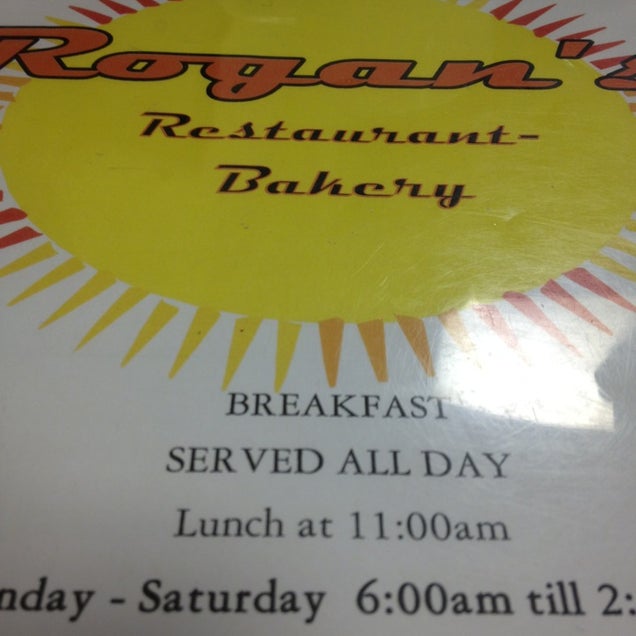 Rogan's
Restaurant-
Bakery
BREAKFAST
SERVED ALL DAY
Lunch at 11:00am
nday - Saturday 6:00am till 2: